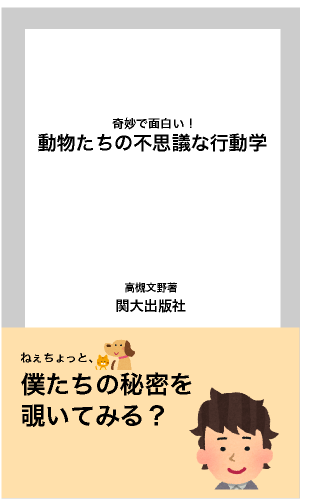 奇妙で面白い！
動物たちの不思議な行動学
高槻文野著
関大出版社
ねぇちょっと、
僕たちの秘密を
覗いてみる？